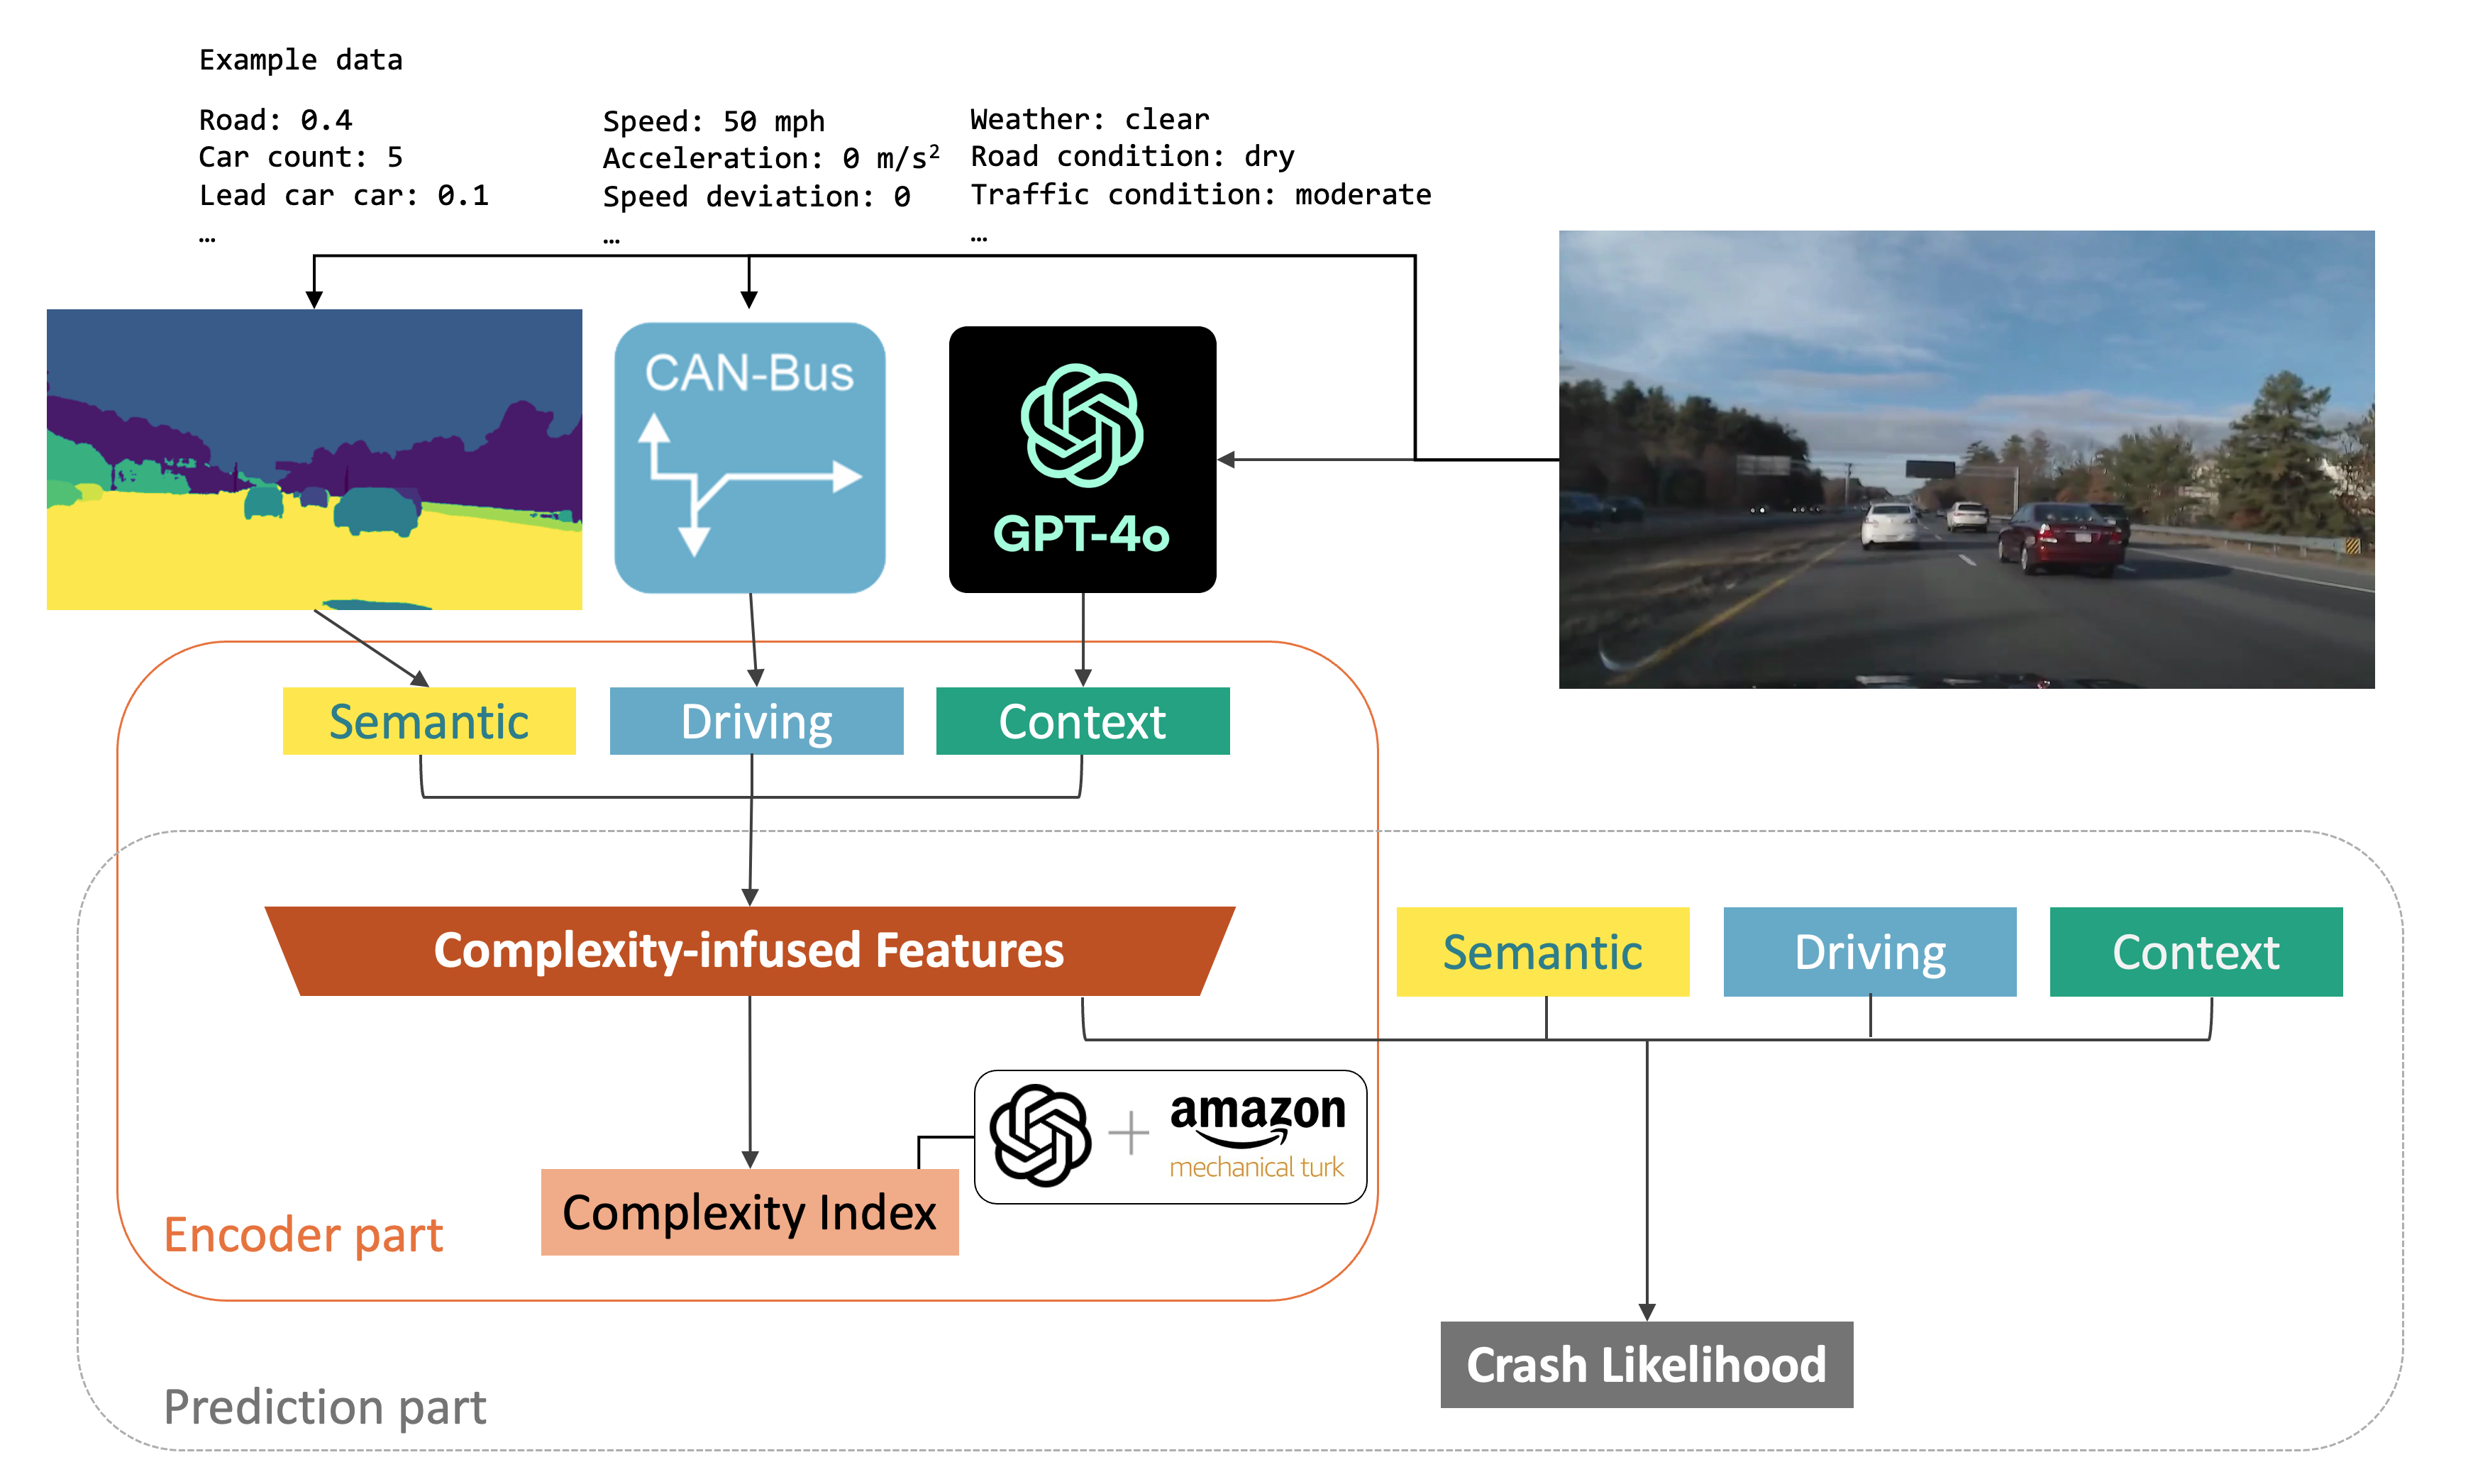 Example data
Road: 0.4
Car count: 5
Lead car car: 0.1
…
Speed: 50 mph
Acceleration: 0 m/s²
Speed deviation: 0
…
Weather: clear
Road condition: dry
Traffic condition: moderate
…
CAN-Bus
GPT-4o
Semantic
Driving
Context
Complexity-infused Features
Semantic
Driving
Context
amazon
mechanical turk
Complexity Index
Encoder part
Crash Likelihood
Prediction part